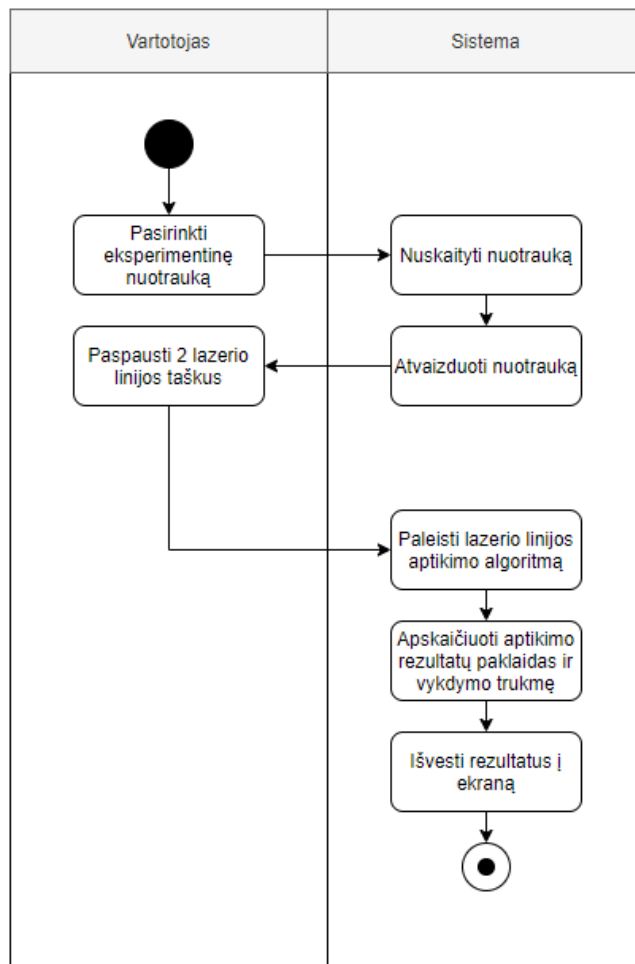 Vartotojas
Sistema
Pasirinkti
eksperimentinę
nuotrauką
Nuskaityti nuotrauką
Paspausti 2 lazerio
linijos taškus
Atvaizduoti nuotrauką
Paleisti lazerio linijos
aptikimo algoritmą
Apskaičiuoti aptikimo
rezultatų paklaidas ir
vykdymo trukmę
Išvesti rezultatus į
ekraną